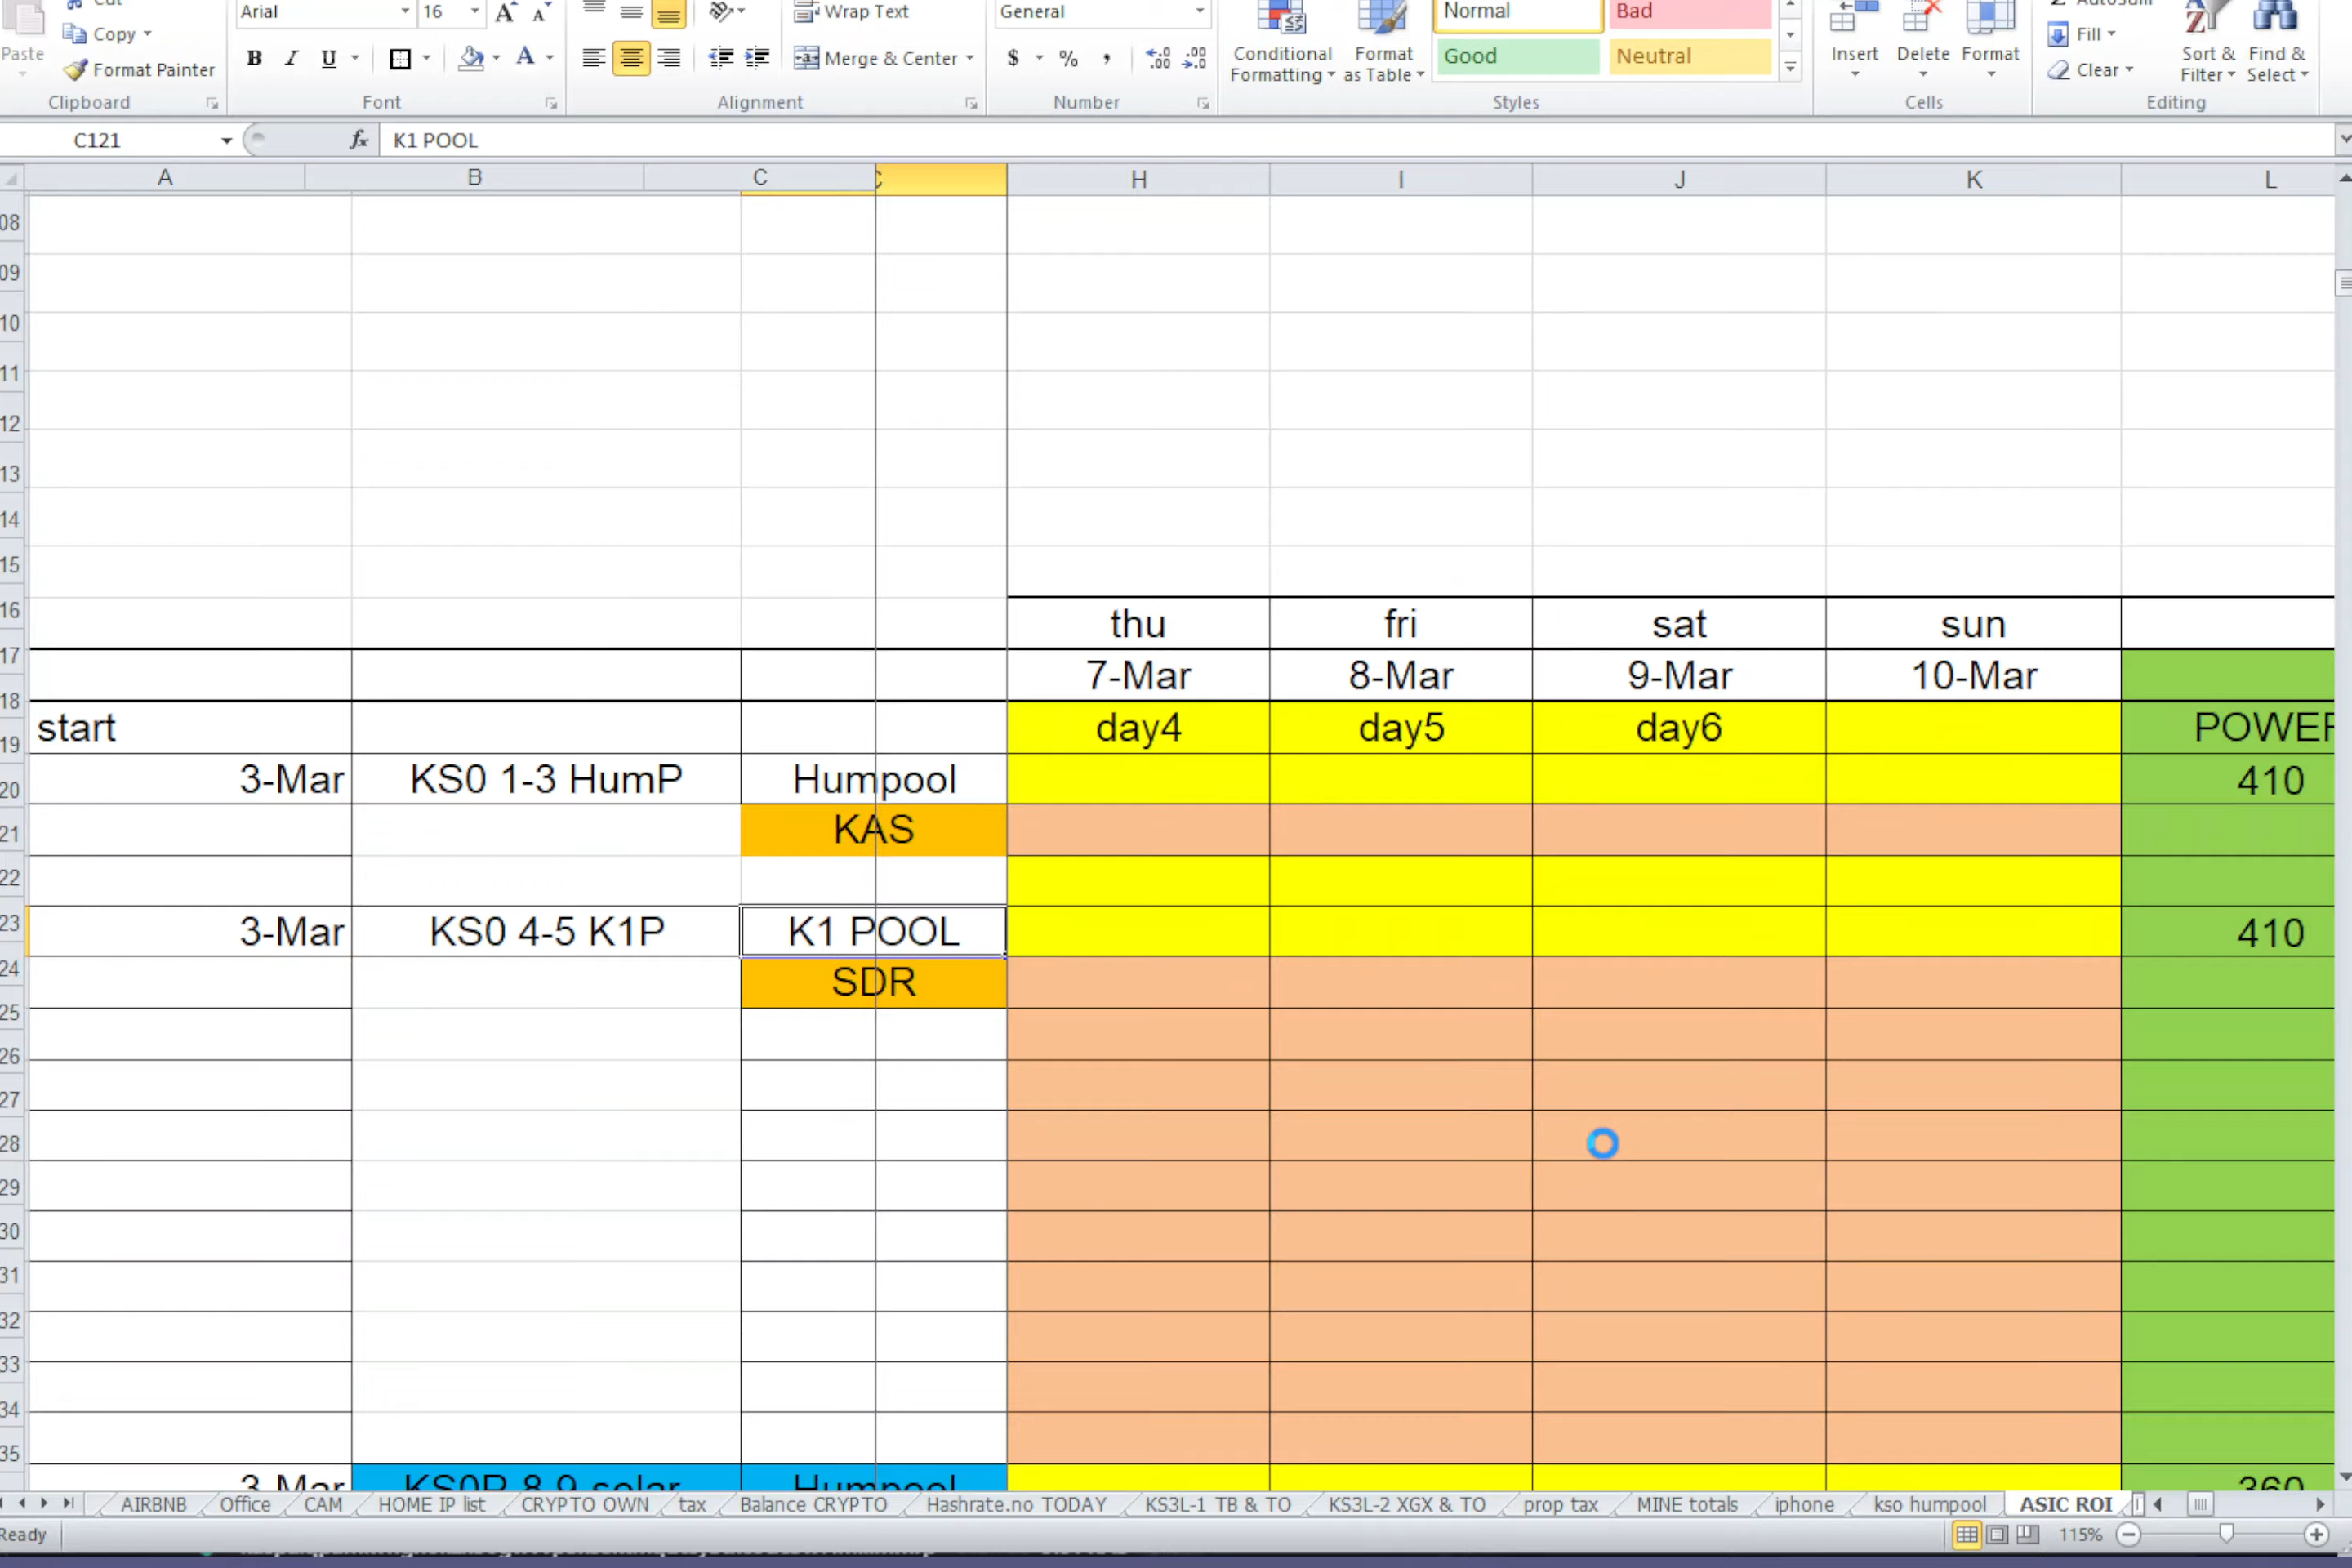 Cut Arial 16 Wrap Text General Normal Bad AutoSum
Paste Copy Fill
B I U Merge & Center $ % , Conditional Formatting Format as Table Good Neutral Insert Delete Format Sort & Filter Find & Select
Format Painter Clear
Clipboard Font Alignment Number Styles Cells Editing
C121 fx K1 POOL
A B C H I J K L
08
09
10
11
12
13
14
15
16 thu fri sat sun
17 7-Mar 8-Mar 9-Mar 10-Mar
18 start day4 day5 day6 POWER
19 3-Mar KS0 1-3 HumP Humpool 410
20
21 KAS
22
23 3-Mar KS0 4-5 K1P K1 POOL 410
24 SDR
25
26
27
28
29
30
31
32
33
34
35
3-Mar KS0P 8-9 solar Humpool 360
AIRBNB Office CAM HOME IP list CRYPTO OWN tax Balance CRYPTO Hashrate.no TODAY KS3L-1 TB & TO KS3L-2 XGX & TO prop tax MINE totals iphone kso humpool ASIC ROI
Ready 115%